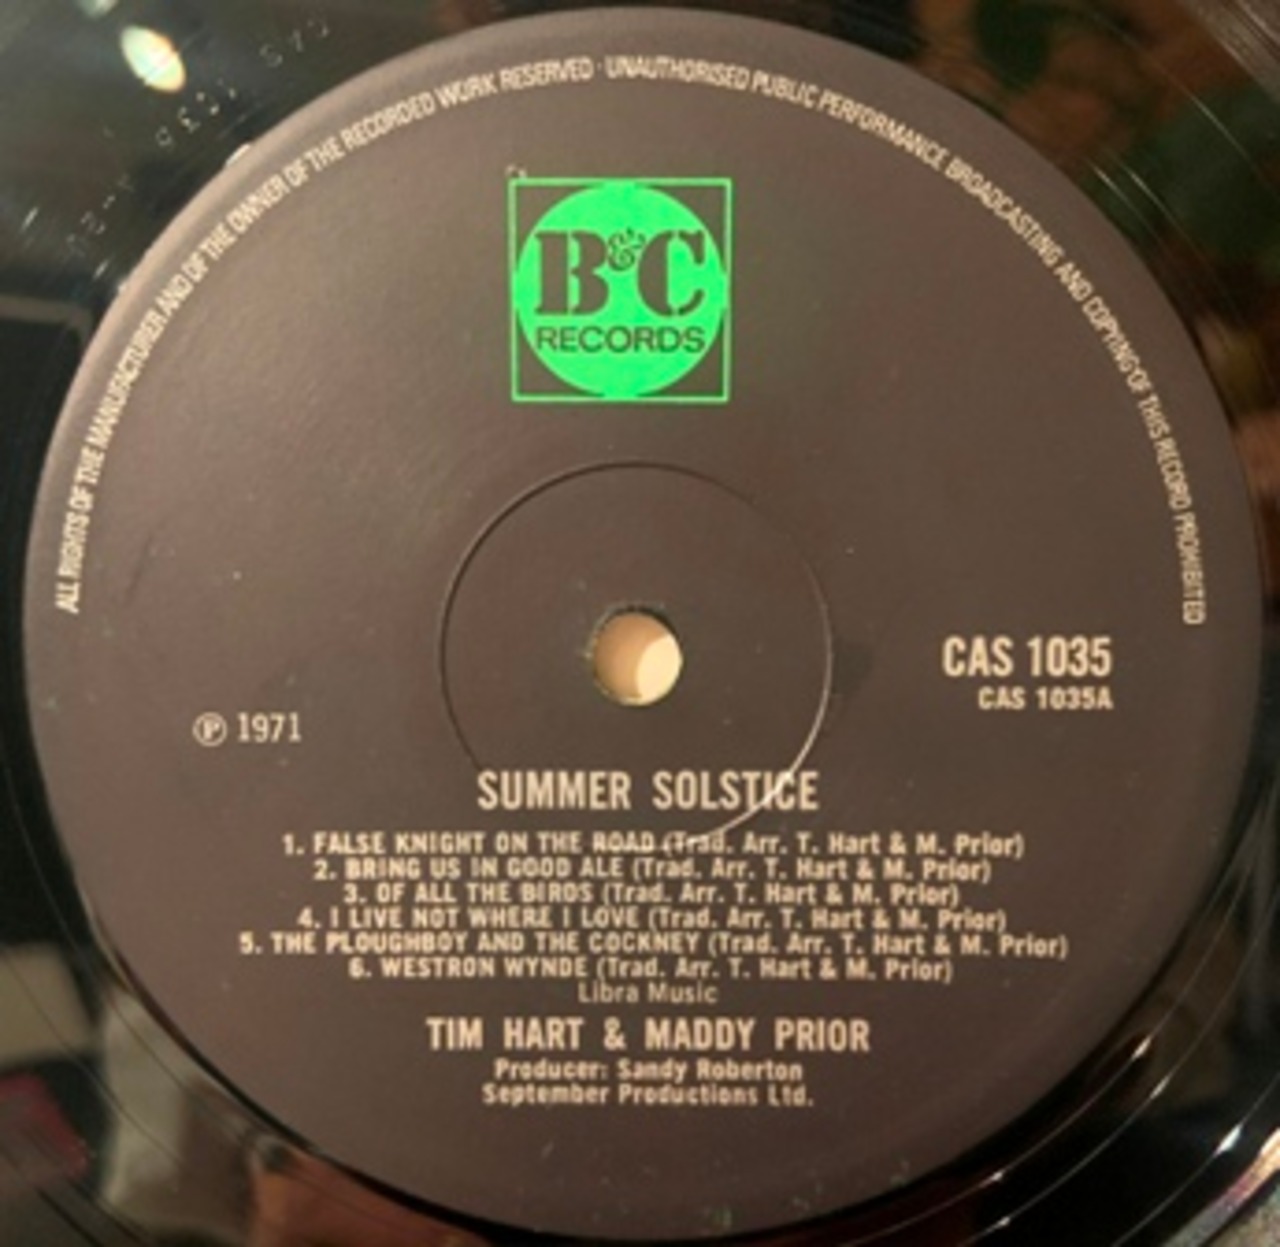 ALL RIGHTS OF THE MANUFACTURER AND OF THE OWNER OF THE RECORDED WORK RESERVED · UNAUTHORISED PUBLIC PERFORMANCE BROADCASTING AND COPYING OF THIS RECORD PROHIBITED
B&C
RECORDS
CAS 1035
CAS 1035A
℗ 1971
SUMMER SOLSTICE
1. FALSE KNIGHT ON THE ROAD (Trad. Arr. T. Hart & M. Prior)
2. BRING US IN GOOD ALE (Trad. Arr. T. Hart & M. Prior)
3. OF ALL THE BIRDS (Trad. Arr. T. Hart & M. Prior)
4. I LIVE NOT WHERE I LOVE (Trad. Arr. T. Hart & M. Prior)
5. THE PLOUGHBOY AND THE COCKNEY (Trad. Arr. T. Hart & M. Prior)
6. WESTRON WYNDE (Trad. Arr. T. Hart & M. Prior)
Libra Music
TIM HART & MADDY PRIOR
Producer: Sandy Roberton
September Productions Ltd.